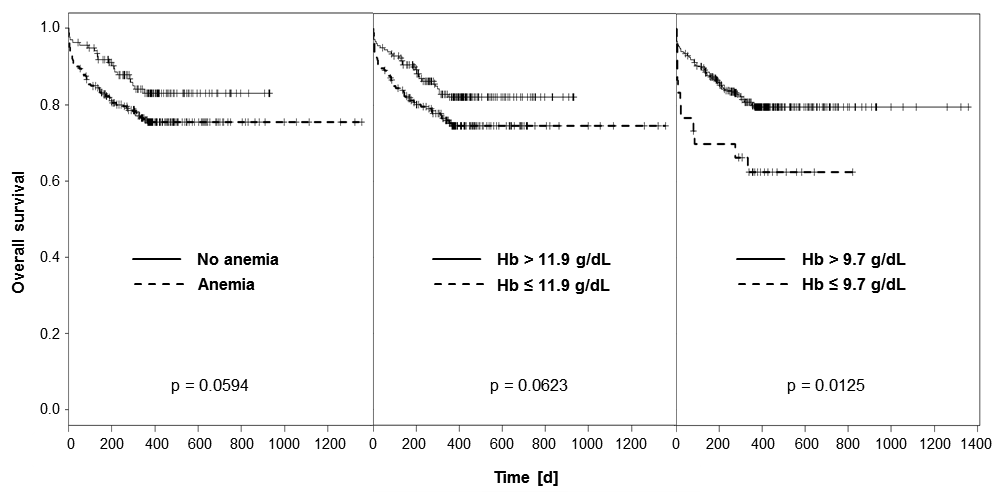 Overall survival
1.0
0.8
0.6
0.4
0.2
0.0
No anemia
Anemia
p = 0.0594
Hb > 11.9 g/dL
Hb ≤ 11.9 g/dL
p = 0.0623
Hb > 9.7 g/dL
Hb ≤ 9.7 g/dL
p = 0.0125
0 200 400 600 800 1000 1200
0 200 400 600 800 1000 1200
0 200 400 600 800 1000 1200 1400
Time [d]